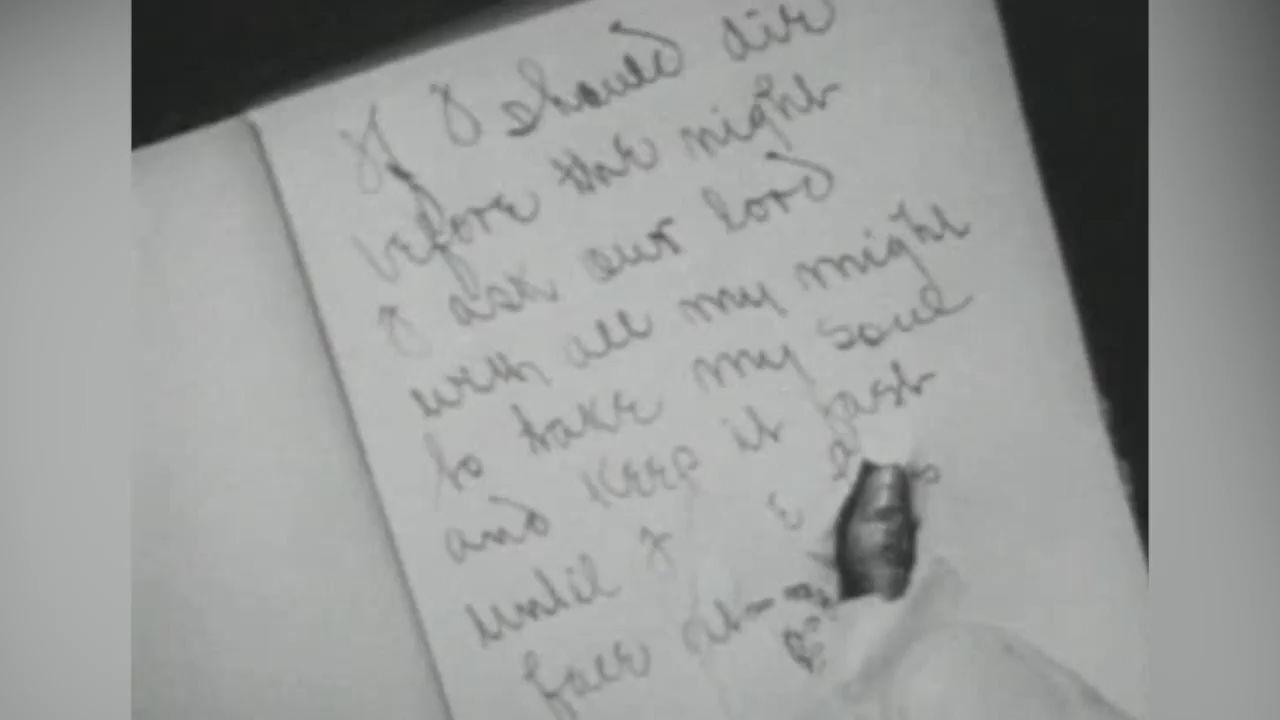 If I should die
before the night
I ask our lord
with all my might
to take my soul
and keep it fast
until I
face it